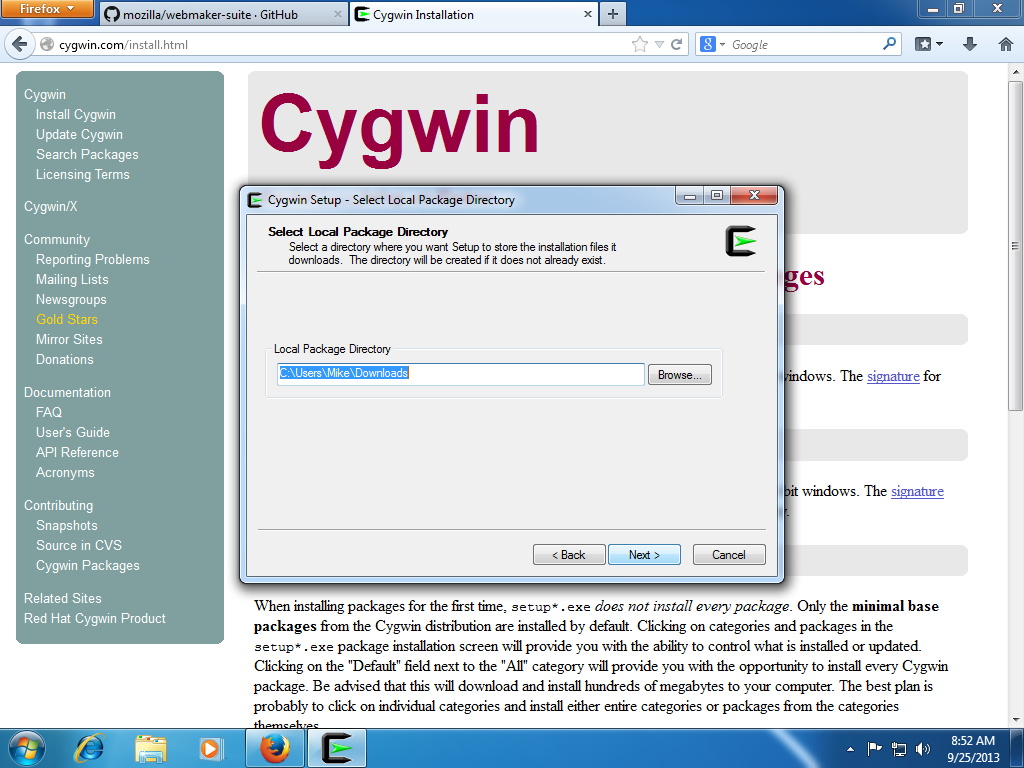 Firefox
mozilla/webmaker-suite · GitHub
Cygwin Installation
cygwin.com/install.html
Google
Cygwin
Install Cygwin
Update Cygwin
Search Packages
Licensing Terms
Cygwin/X
Community
Reporting Problems
Mailing Lists
Newsgroups
Gold Stars
Mirror Sites
Donations
Documentation
FAQ
User's Guide
API Reference
Acronyms
Contributing
Snapshots
Source in CVS
Cygwin Packages
Related Sites
Red Hat Cygwin Product
Cygwin
ges
windows. The signature for
bit windows. The signature
Cygwin Setup - Select Local Package Directory
Select Local Package Directory
Select a directory where you want Setup to store the installation files it
downloads. The directory will be created if it does not already exist.
Local Package Directory
C:\Users\Mike\Downloads
Browse...
< Back
Next >
Cancel
When installing packages for the first time, setup*.exe does not install every package. Only the minimal base
packages from the Cygwin distribution are installed by default. Clicking on categories and packages in the
setup*.exe package installation screen will provide you with the ability to control what is installed or updated.
Clicking on the "Default" field next to the "All" category will provide you with the opportunity to install every Cygwin
package. Be advised that this will download and install hundreds of megabytes to your computer. The best plan is
probably to click on individual categories and install either entire categories or packages from the categories
themselves.
8:52 AM
9/25/2013